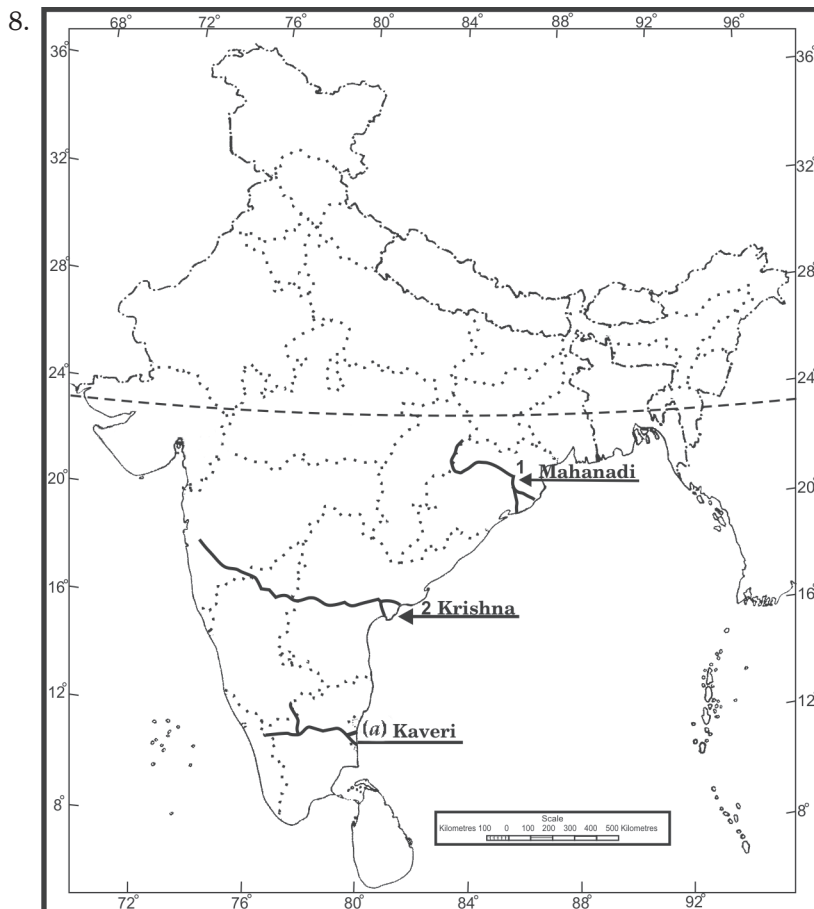 8.
68° 72° 76° 80° 84° 88° 92° 96°
36° 36°
32° 32°
28° 28°
24° 24°
1
Mahanadi
20° 20°
16° 16°
2 Krishna
12° 12°
(a) Kaveri
8° 8°
Scale
Kilometres 100 0 100 200 300 400 500 Kilometres
72° 76° 80° 84° 88° 92°